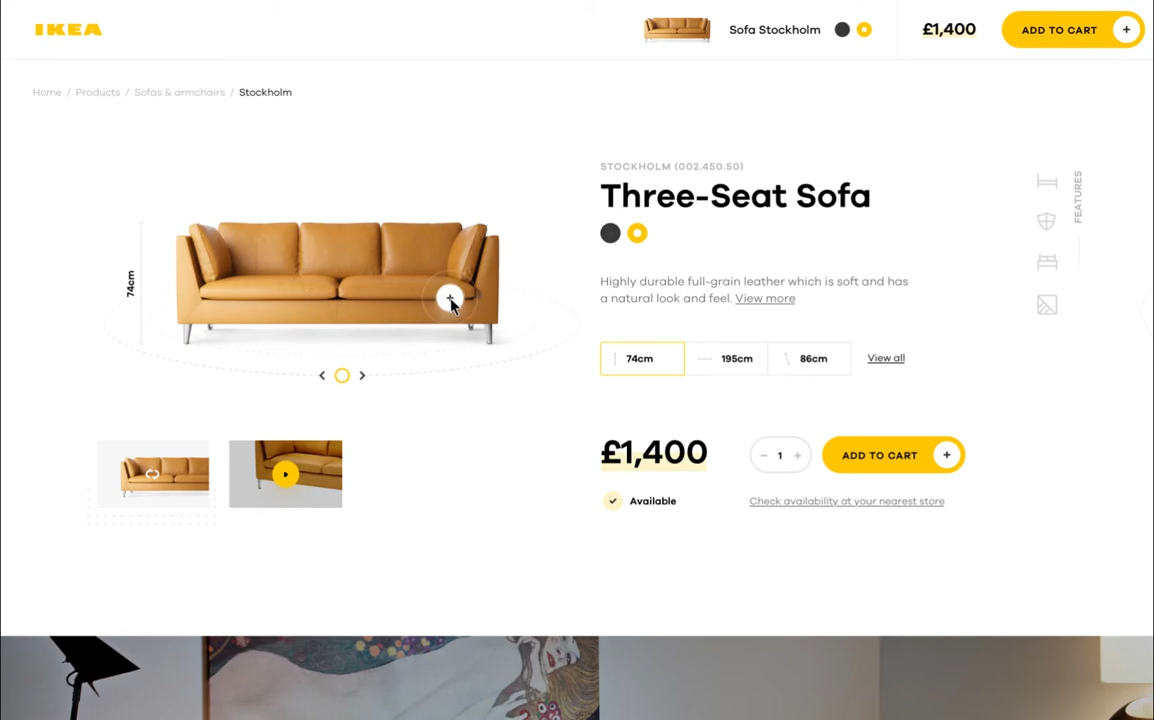 IKEA
Sofa Stockholm
£1,400
ADD TO CART
Home / Products / Sofas & armchairs / Stockholm
STOCKHOLM (002.450.50)
Three-Seat Sofa
FEATURES
74cm
Highly durable full-grain leather which is soft and has
a natural look and feel. View more
74cm
195cm
86cm
View all
£1,400
1
ADD TO CART
Available
Check availability at your nearest store